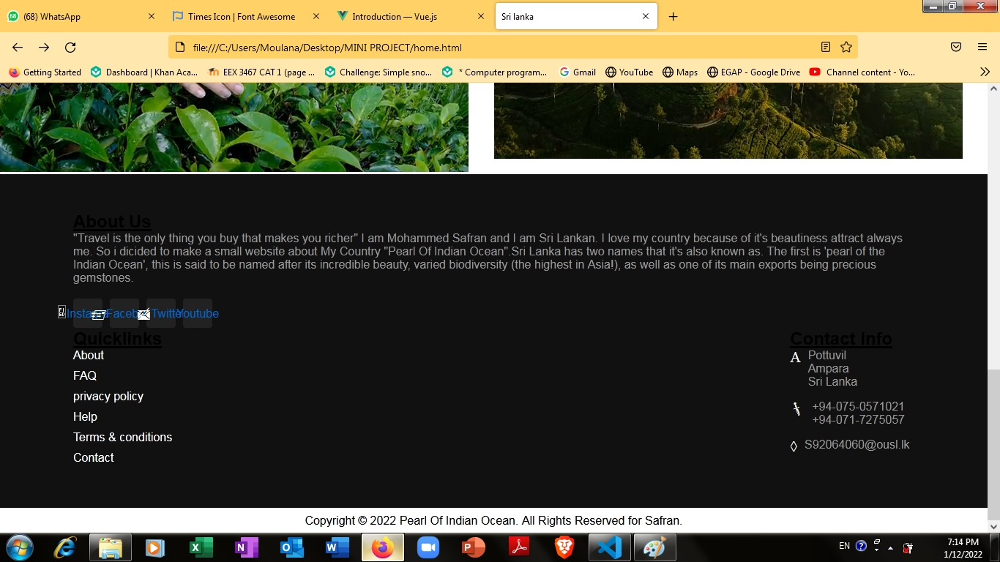 (68) WhatsApp
Times Icon | Font Awesome
Introduction — Vue.js
Sri lanka
file:///C:/Users/Moulana/Desktop/MINI PROJECT/home.html
Getting Started
Dashboard | Khan Aca...
EEX 3467 CAT 1 (page ...
Challenge: Simple sno...
* Computer program...
Gmail
YouTube
Maps
EGAP - Google Drive
Channel content - Yo...
About Us
"Travel is the only thing you buy that makes you richer" I am Mohammed Safran and I am Sri Lankan. I love my country because of it's beautiness attract always
me. So i dicided to make a small website about My Country "Pearl Of Indian Ocean".Sri Lanka has two names that it's also known as. The first is 'pearl of the
Indian Ocean', this is said to be named after its incredible beauty, varied biodiversity (the highest in Asia!), as well as one of its main exports being precious
gemstones.
Youtube
Quicklinks
About
FAQ
privacy policy
Help
Terms & conditions
Contact
Contact Info
A Pottuvil
Ampara
Sri Lanka
+94-075-0571021
+94-071-7275057
S92064060@ousl.lk
Copyright © 2022 Pearl Of Indian Ocean. All Rights Reserved for Safran.
EN
7:14 PM
1/12/2022